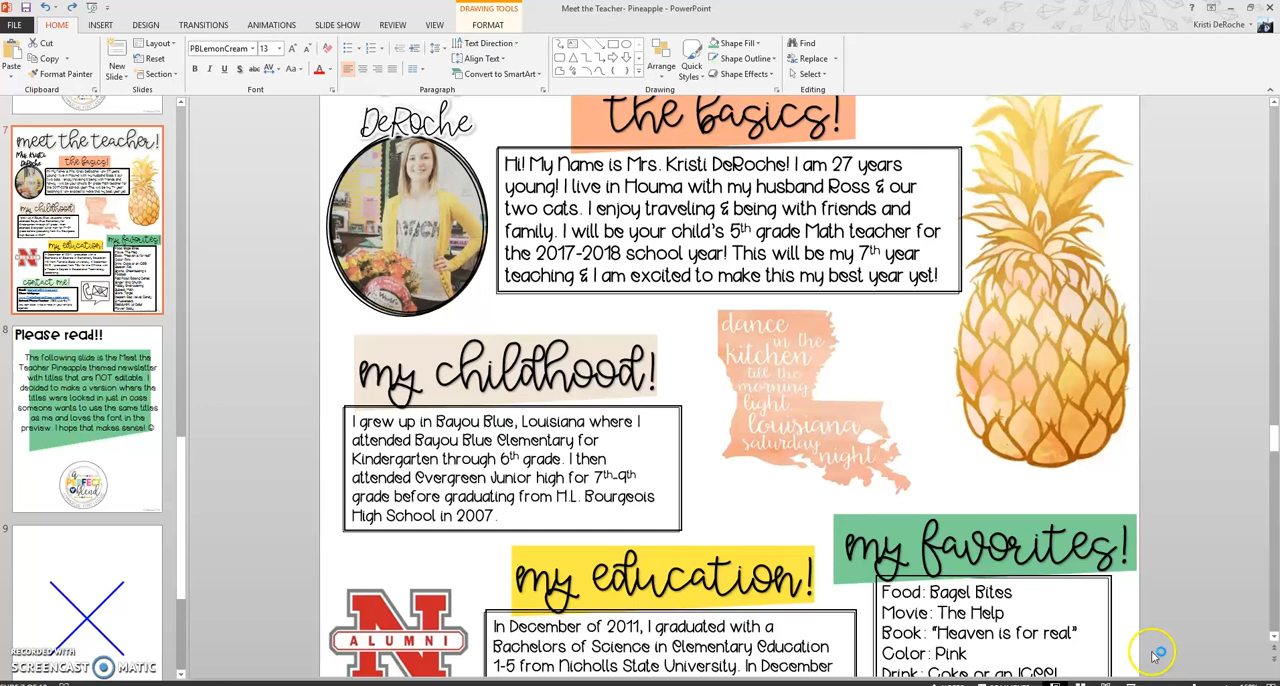 Meet the Teacher- Pineapple - PowerPoint
DRAWING TOOLS
FILE HOME INSERT DESIGN TRANSITIONS ANIMATIONS SLIDE SHOW REVIEW VIEW FORMAT
Kristi DeRoche
Paste
Cut
Copy
Format Painter
Clipboard
New Slide
Layout
Reset
Section
Slides
PBLemonCream 13
Font
Text Direction
Align Text
Convert to SmartArt
Paragraph
Arrange
Quick Styles
Shape Fill
Shape Outline
Shape Effects
Drawing
Find
Replace
Select
Editing
7
meet the teacher!
Mrs. Kristi
DeRoche
the basics!
my childhood!
my education!
my favorites!
contact me!
8
Please read!!
The following slide is the Meet the
Teacher Pineapple themed newsletter
with titles that are NOT editable. I
decided to make a version where the
titles were locked in just in case
someone wants to use the same titles
as me and loves the font in the
preview. I hope that makes sense! ☺
a
PERFECT
blend
9
RECORDED WITH
SCREENCAST MATIC
DeRoche
the basics!
Hi! My Name is Mrs. Kristi DeRoche! I am 27 years
young! I live in Houma with my husband Ross & our
two cats. I enjoy traveling & being with friends and
family. I will be your child's 5th grade Math teacher for
the 2017-2018 school year! This will be my 7th year
teaching & I am excited to make this my best year yet!
dance
in the
kitchen
till the
morning
light.
louisiana
saturday
night
my childhood!
I grew up in Bayou Blue, Louisiana where I
attended Bayou Blue Elementary for
Kindergarten through 6th grade. I then
attended Evergreen Junior high for 7th-9th
grade before graduating from H.L. Bourgeois
High School in 2007.
my education!
N
ALUMNI
In December of 2011, I graduated with a
Bachelors of Science in Elementary Education
1-5 from Nicholls State University. In December
my favorites!
Food: Bagel Bites
Movie: The Help
Book: "Heaven is for real"
Color: Pink
Drink: Coke or an ICEE!